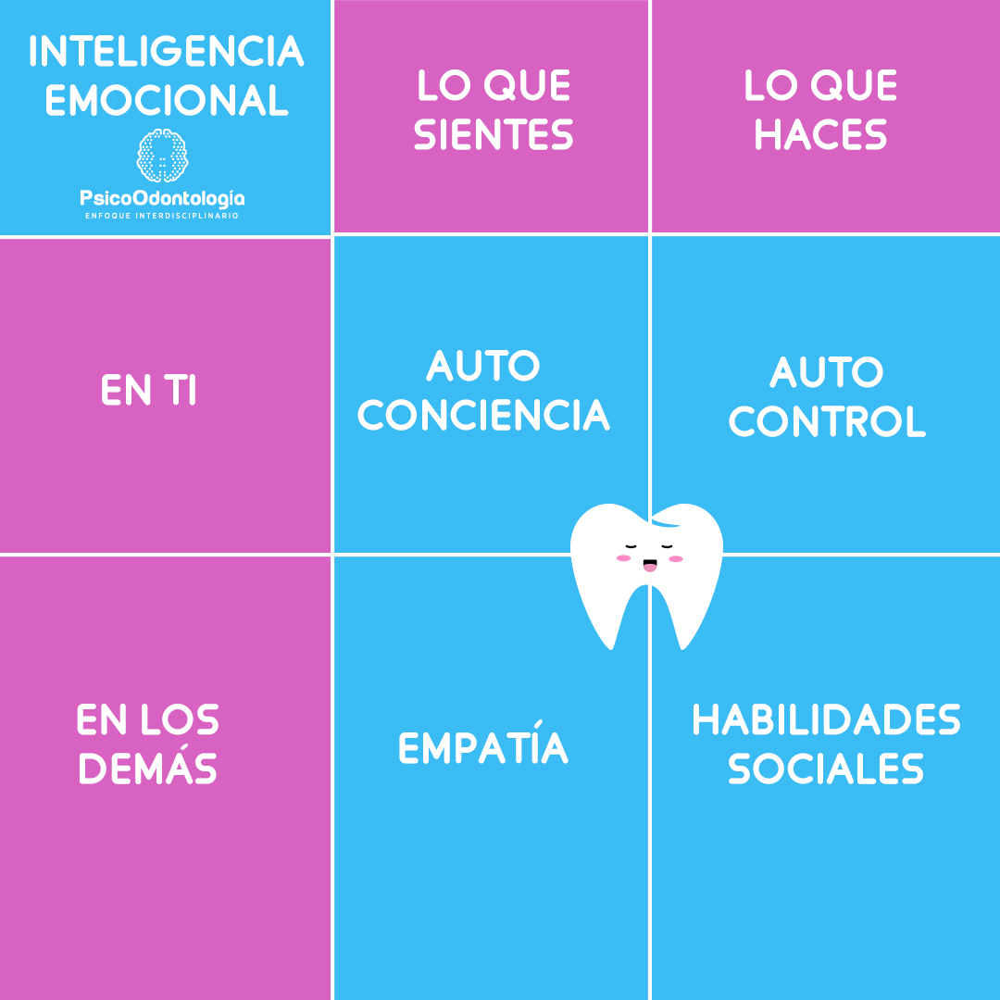 INTELIGENCIA
EMOCIONAL
PsicoOdontología
ENFOQUE INTERDISCIPLINARIO
LO QUE
SIENTES
LO QUE
HACES
EN TI
AUTO
CONCIENCIA
AUTO
CONTROL
EN LOS
DEMÁS
EMPATÍA
HABILIDADES
SOCIALES